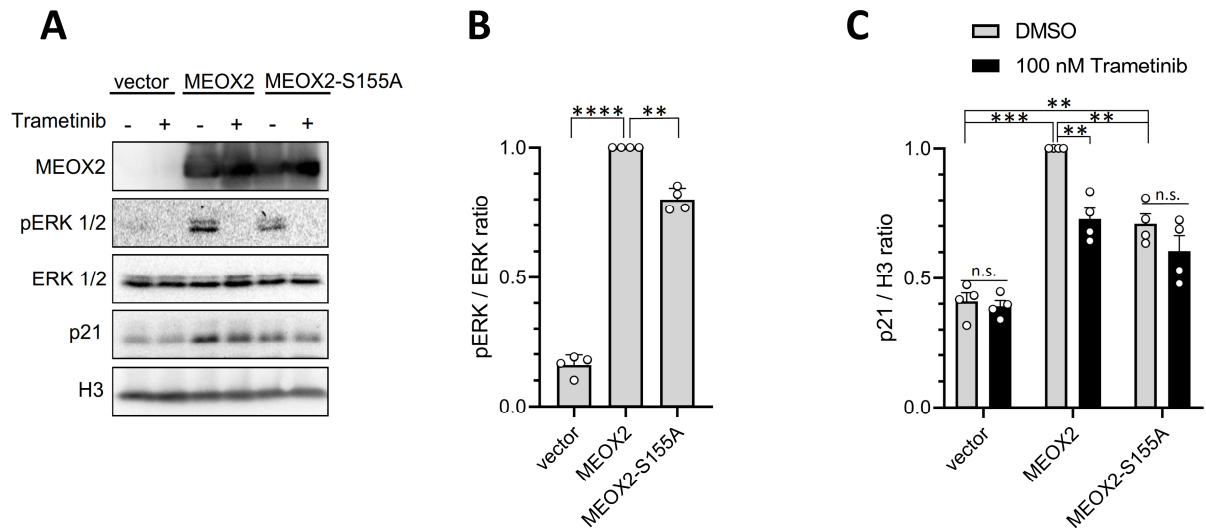 A
vector MEOX2 MEOX2-S155A
Trametinib - + - + - +
MEOX2
pERK 1/2
ERK 1/2
p21
H3
B
**** **
pERK / ERK ratio
1.0
0.5
0.0
vector
MEOX2
MEOX2-S155A
C
DMSO
100 nM Trametinib
**
*** **
**
n.s.
n.s.
p21 / H3 ratio
1.0
0.5
0.0
vector
MEOX2
MEOX2-S155A